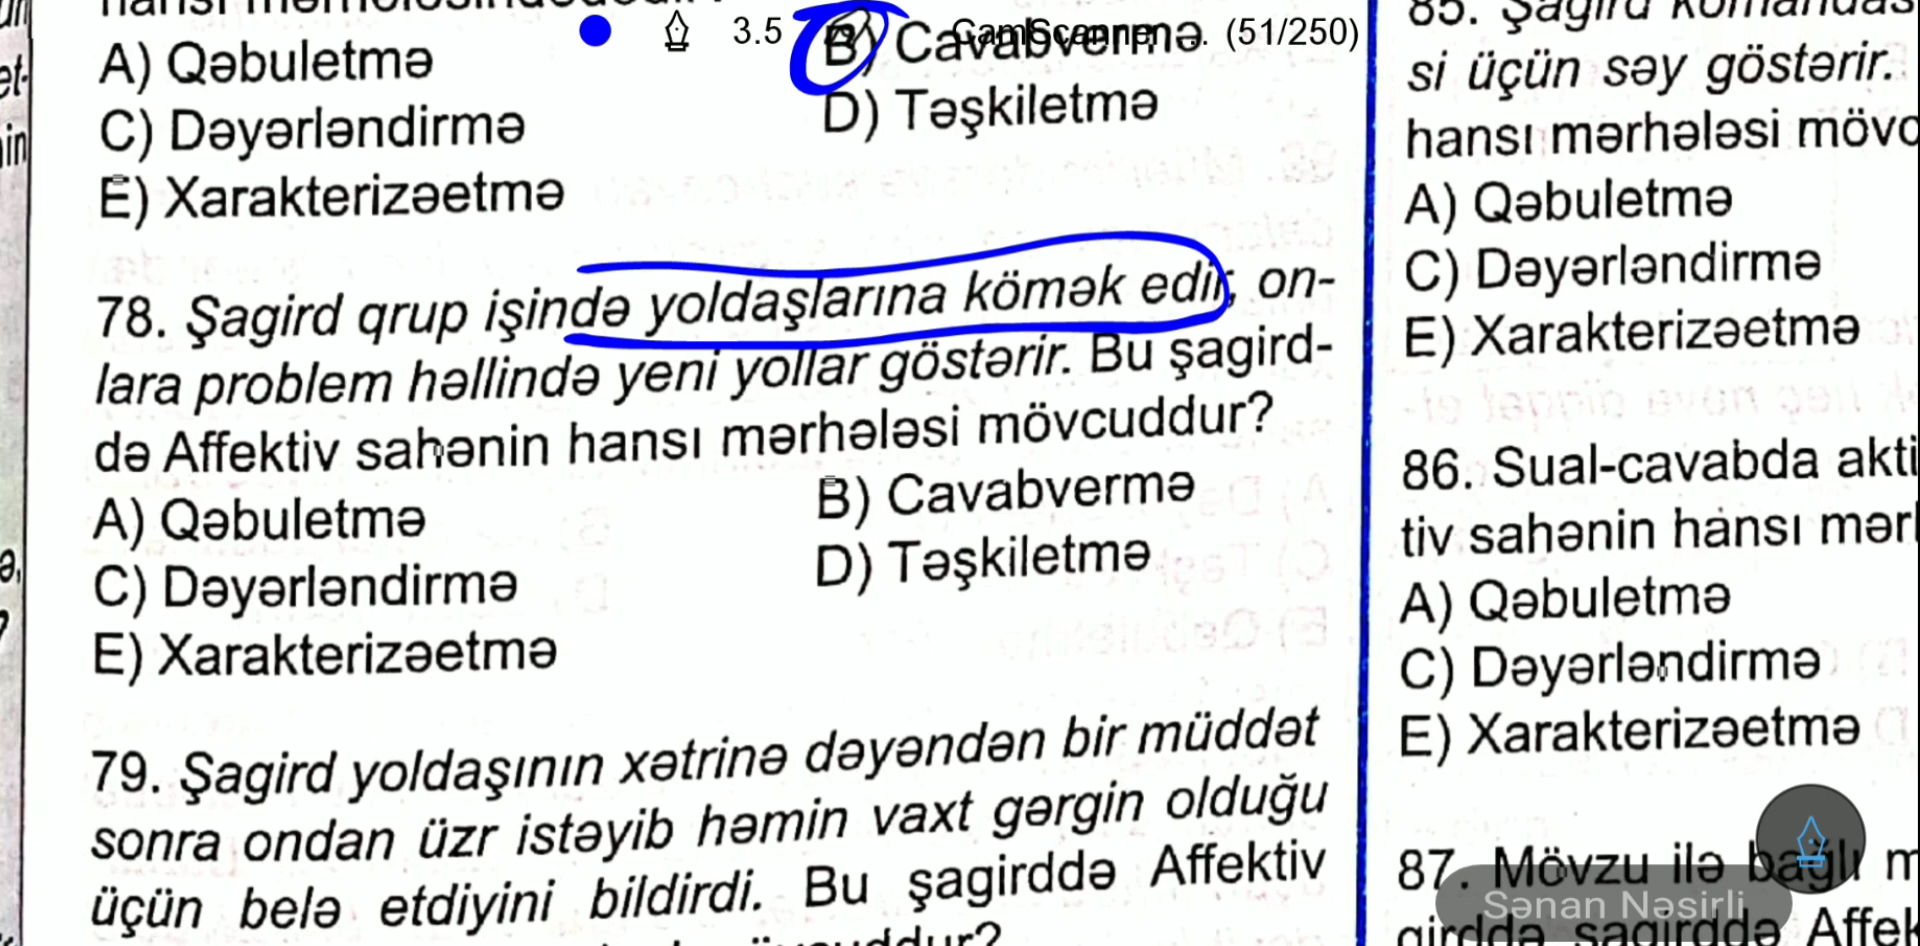 A) Qəbuletmə
B) Cavabvermə
3.5
CamScanner ... (51/250)
C) Dəyərləndirmə
D) Təşkiletmə
E) Xarakterizəetmə
78. Şagird qrup işində yoldaşlarına kömək edir, on-
lara problem həllində yeni yollar göstərir. Bu şagird-
də Affektiv sahənin hansı mərhələsi mövcuddur?
A) Qəbuletmə
B) Cavabvermə
C) Dəyərləndirmə
D) Təşkiletmə
E) Xarakterizəetmə
79. Şagird yoldaşının xətrinə dəyəndən bir müddət
sonra ondan üzr istəyib həmin vaxt gərgin olduğu
üçün belə etdiyini bildirdi. Bu şagirddə Affektiv
85. Şagird
si üçün səy göstərir.
hansı mərhələsi
A) Qəbuletmə
C) Dəyərləndirmə
E) Xarakterizəetmə
86. Sual-cavabda akti
tiv sahənin hansı
A) Qəbuletmə
C) Dəyərləndirmə
E) Xarakterizəetmə
87. Mövzu ilə bağlı
Sənan Nəsirli